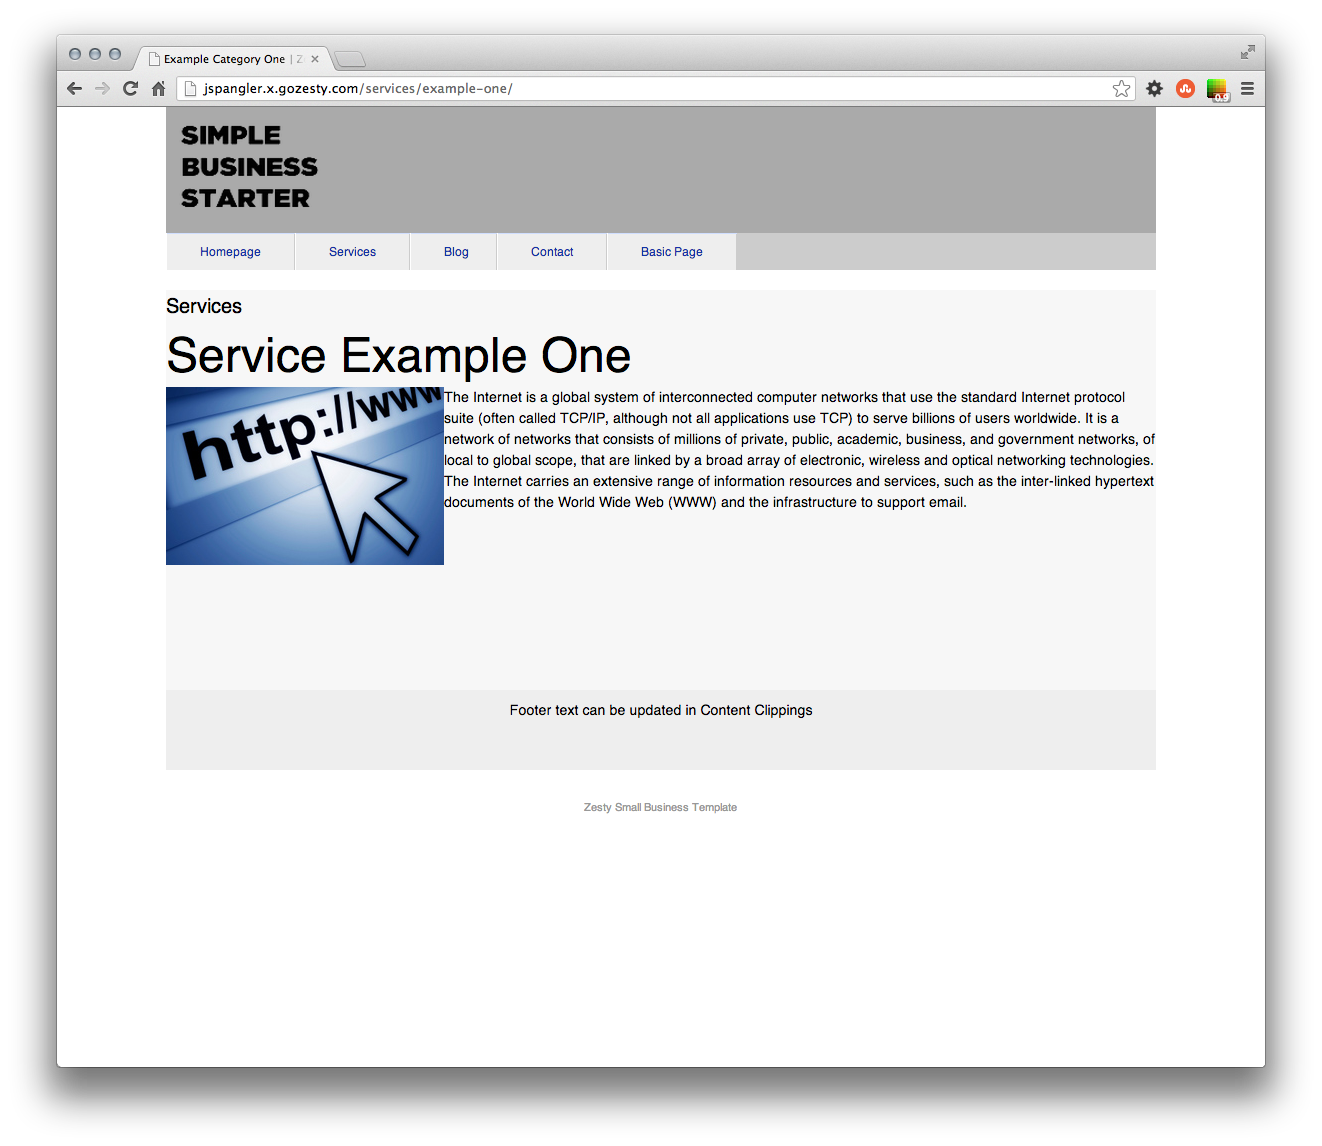 Example Category One | Z
jspangler.x.gozesty.com/services/example-one/
0.9
SIMPLE
BUSINESS
STARTER
Homepage Services Blog Contact Basic Page
Services
Service Example One
http://www
The Internet is a global system of interconnected computer networks that use the standard Internet protocol
suite (often called TCP/IP, although not all applications use TCP) to serve billions of users worldwide. It is a
network of networks that consists of millions of private, public, academic, business, and government networks, of
local to global scope, that are linked by a broad array of electronic, wireless and optical networking technologies.
The Internet carries an extensive range of information resources and services, such as the inter-linked hypertext
documents of the World Wide Web (WWW) and the infrastructure to support email.
Footer text can be updated in Content Clippings
Zesty Small Business Template